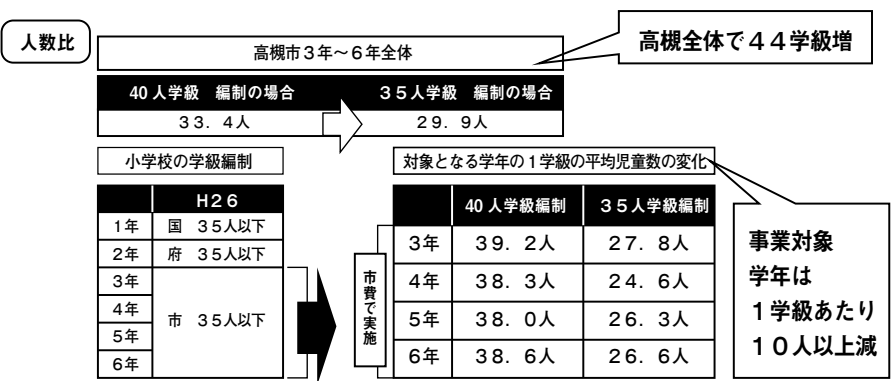 人数比
高槻市３年～６年全体
高槻全体で４４学級増
40人学級　編制の場合　３５人学級　編制の場合
３３．４人　２９．９人
小学校の学級編制
対象となる学年の１学級の平均児童数の変化
H２６
１年　国　３５人以下
２年　府　３５人以下
３年
４年
５年
６年
市　３５人以下
市費で実施
40人学級編制　３５人学級編制
３年　３９．２人　２７．８人
４年　３８．３人　２４．６人
５年　３８．０人　２６．３人
６年　３８．６人　２６．６人
事業対象
学年は
１学級あたり
１０人以上減